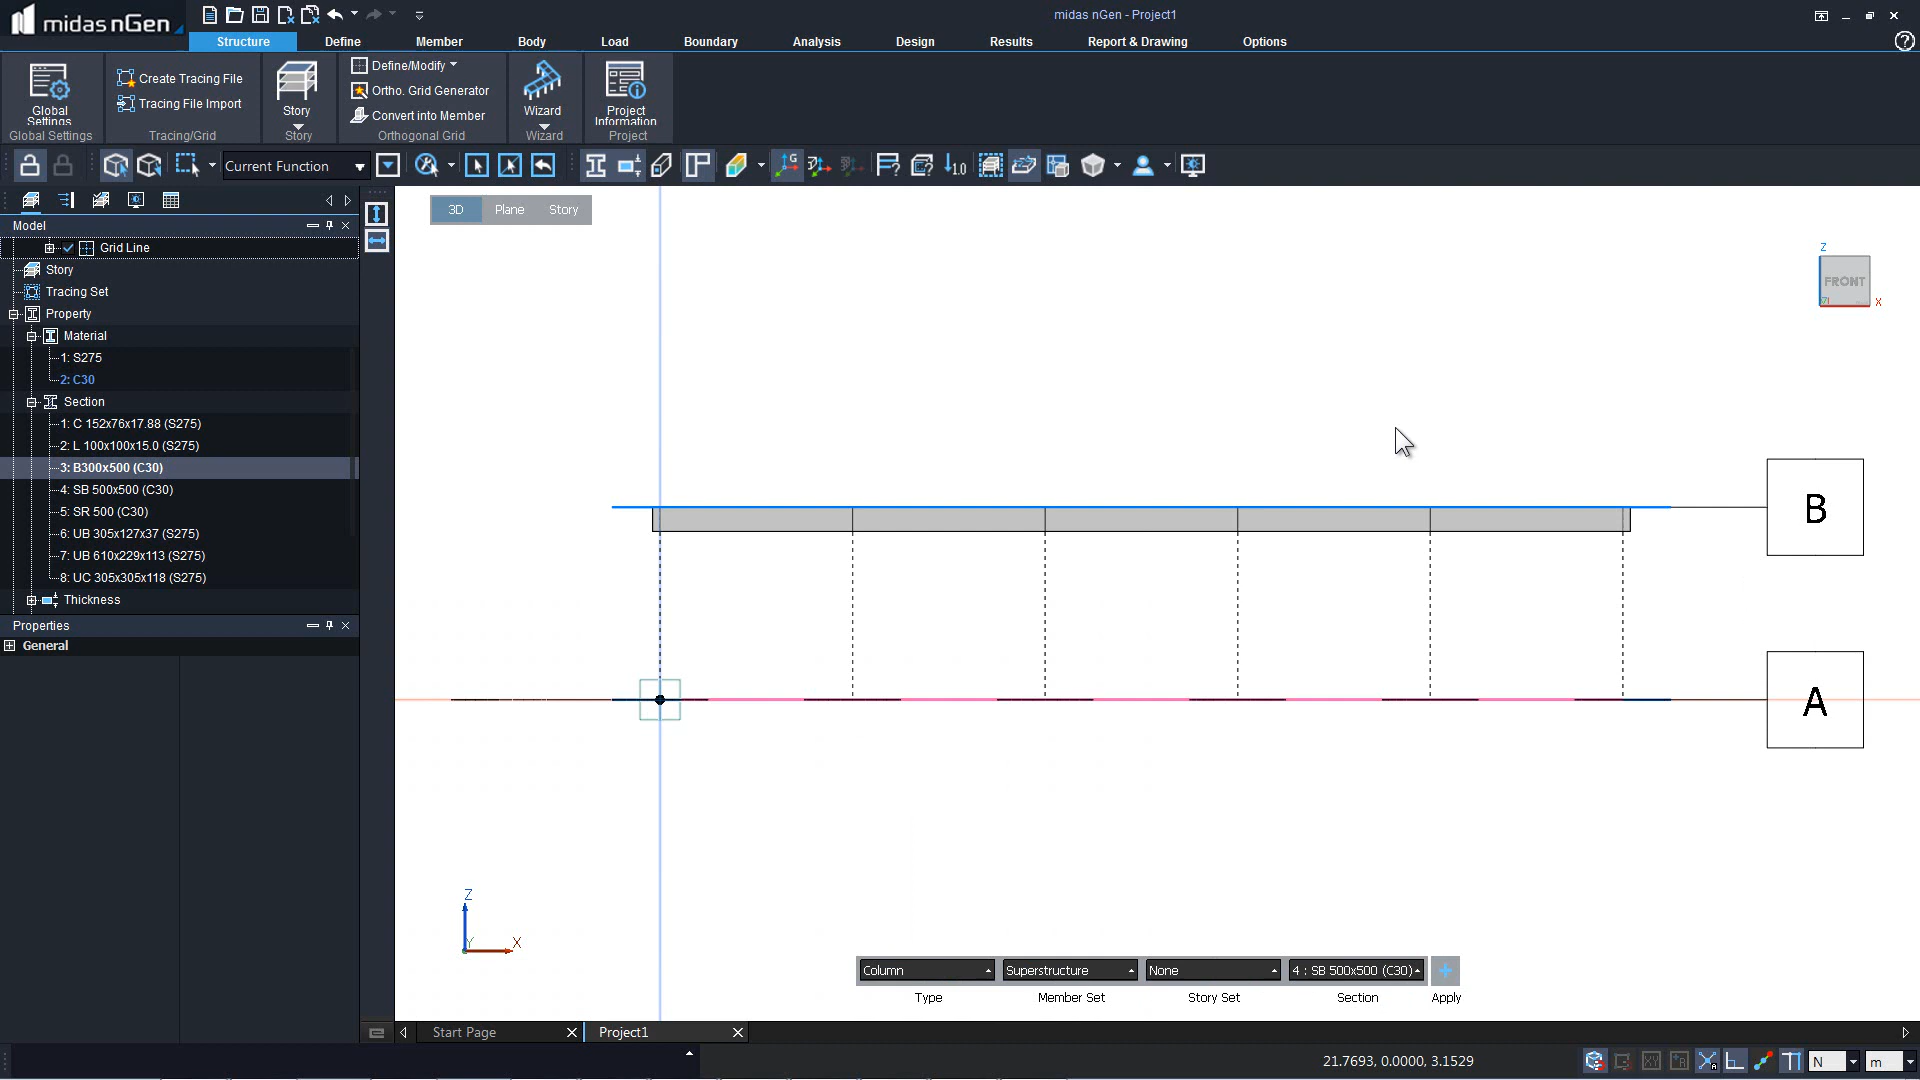 midas nGen
midas nGen - Project1
Structure
Define
Member
Body
Load
Boundary
Analysis
Design
Results
Report & Drawing
Options
Global Settings
Create Tracing File
Tracing File Import
Story
Define/Modify
Ortho. Grid Generator
Convert into Member
Wizard
Project Information
Global Settings
Tracing/Grid
Story
Orthogonal Grid
Wizard
Project
Current Function
G
1.0
Model
Grid Line
Story
Tracing Set
Property
Material
1: S275
2: C30
Section
1: C 152x76x17.88 (S275)
2: L 100x100x15.0 (S275)
3: B300x500 (C30)
4: SB 500x500 (C30)
5: SR 500 (C30)
6: UB 305x127x37 (S275)
7: UB 610x229x113 (S275)
8: UC 305x305x118 (S275)
Thickness
Properties
General
3D
Plane
Story
Z
FRONT
X
B
A
Z
Y
X
Column
Superstructure
None
4 : SB 500x500 (C30)
Type
Member Set
Story Set
Section
Apply
Start Page
Project1
21.7693, 0.0000, 3.1529
N
m